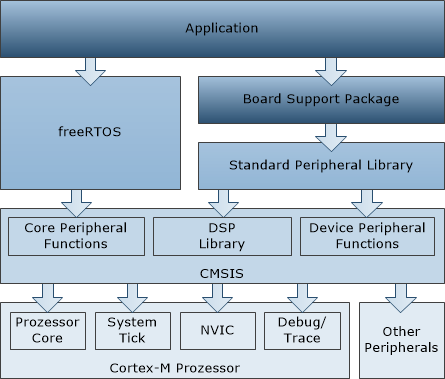 Application
freeRTOS
Board Support Package
Standard Peripheral Library
Core Peripheral
Functions
DSP
Library
Device Peripheral
Functions
CMSIS
Prozessor
Core
System
Tick
NVIC
Debug/
Trace
Cortex-M Prozessor
Other
Peripherals